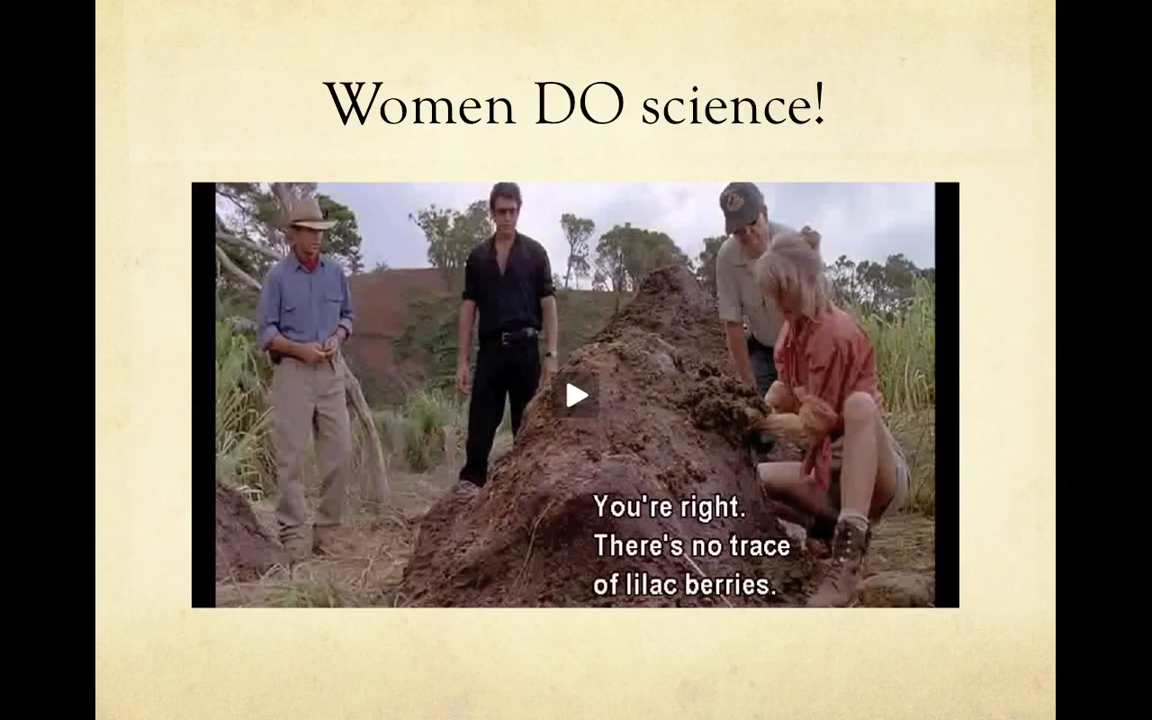 Women DO science!
You're right.
There's no trace
of lilac berries.